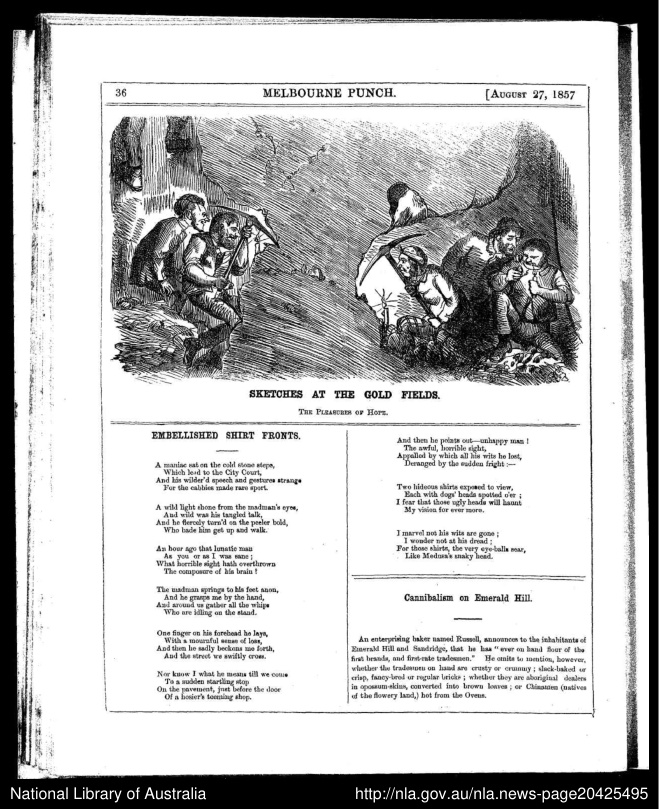 36
MELBOURNE PUNCH.
[AUGUST 27, 1857
SKETCHES AT THE GOLD FIELDS.
THE PLEASURES OF HOPE.
EMBELLISHED SHIRT FRONTS.
A maniac sat on the cold stone steps,
Which lead to the City Court,
And his wilder'd speech and gestures strange
For the cabbies made rare sport.
A wild light shone from the madman's eyes,
And wild was his tangled talk,
And he fiercely turn'd on the peeler bold,
Who bade him get up and walk.
An hour ago that lunatic man
As you or as I was sane;
What horrible sight hath overthrown
The composure of his brain?
The madman springs to his feet anon,
And he grasps me by the hand,
And around us gather all the whips
Who are idling on the stand.
One finger on his forehead he lays,
With a mournful sense of loss,
And then he sadly beckons me forth,
And the street we swiftly cross.
Nor know I what he means till we come
To a sudden startling stop
On the pavement, just before the door
Of a hosier's teeming shop.
And then he points out—unhappy man!
The awful, horrible sight,
Appalled by which all his wits he lost,
Deranged by the sudden fright:—
Two hideous shirts exposed to view,
Each with dogs' heads spotted o'er;
I fear that those ugly heads will haunt
My vision for ever more.
I marvel not his wits are gone;
I wonder not at his dread;
For those shirts, the very eye-balls sear,
Like Medusa's snaky head.
Cannibalism on Emerald Hill.
An enterprising baker named Russell, announces to the inhabitants of
Emerald Hill and Sandridge, that he has "ever on hand flour of the
first brands, and first-rate tradesmen." He omits to mention, however,
whether the tradesmen on hand are crusty or crummy; slack-baked or
crisp, fancy-bred or regular bricks; whether they are aboriginal dealers
in opossum-skins, converted into brown loaves; or Chinamen (natives
of the flowery land,) hot from the Ovens.
National Library of Australia
http://nla.gov.au/nla.news-page20425495